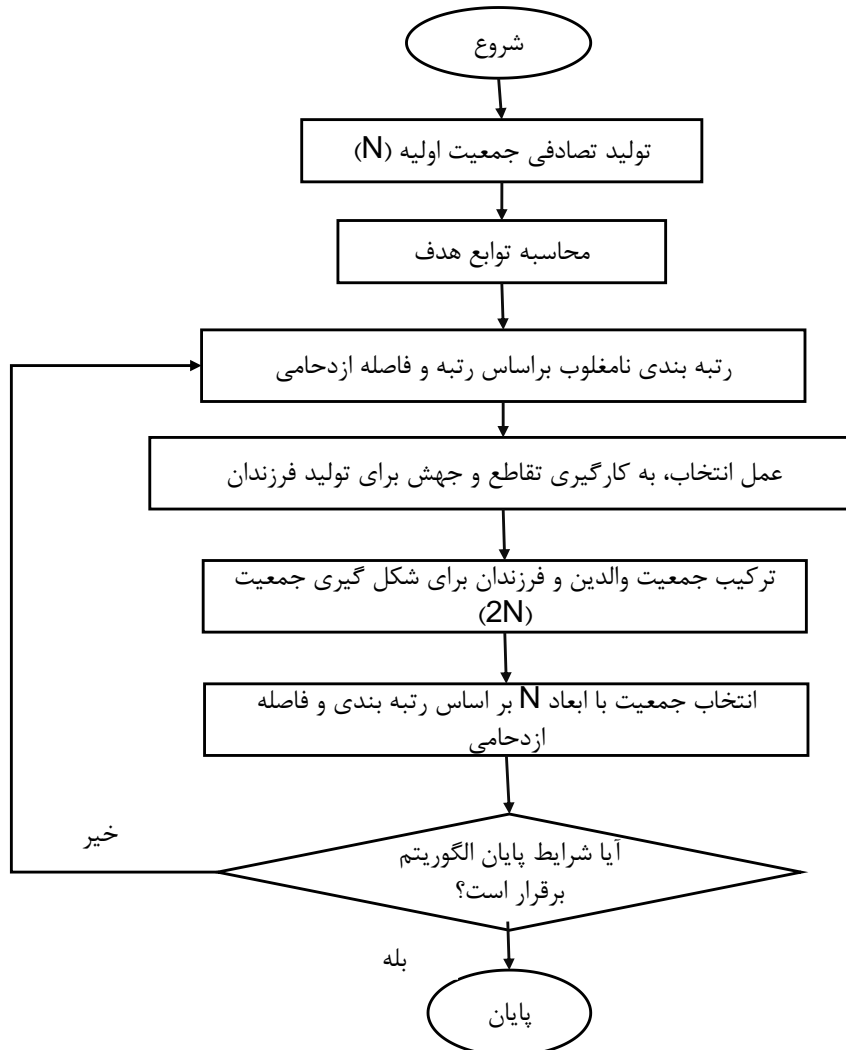 شروع
تولید تصادفی جمعیت اولیه (N)
محاسبه توابع هدف
رتبه بندی نامغلوب براساس رتبه و فاصله ازدحامی
عمل انتخاب، به کارگیری تقاطع و جهش برای تولید فرزندان
ترکیب جمعیت والدین و فرزندان برای شکل گیری جمعیت
(2N)
انتخاب جمعیت با ابعاد N بر اساس رتبه بندی و فاصله
ازدحامی
خیر
آیا شرایط پایان الگوریتم
برقرار است؟
بله
پایان